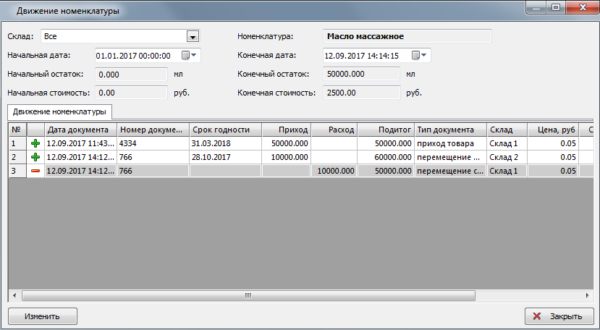 Движение номенклатуры
Склад: Все Номенклатура: Масло массажное
Начальная дата: 01.01.2017 00:00:00 Конечная дата: 12.09.2017 14:14:15
Начальный остаток: 0.000 мл Конечный остаток: 50000.000 мл
Начальная стоимость: 0.00 руб. Конечная стоимость: 2500.00 руб.
Движение номенклатуры
№ Дата документа Номер докуме... Срок годности Приход Расход Подитог Тип документа Склад Цена, руб С
1 12.09.2017 11:43... 4334 31.03.2018 50000.000 50000.000 приход товара Склад 1 0.05
2 12.09.2017 14:12... 766 28.10.2017 10000.000 60000.000 перемещение ... Склад 2 0.05
3 12.09.2017 14:12... 766 10000.000 50000.000 перемещение с... Склад 1 0.05
Изменить Закрыть